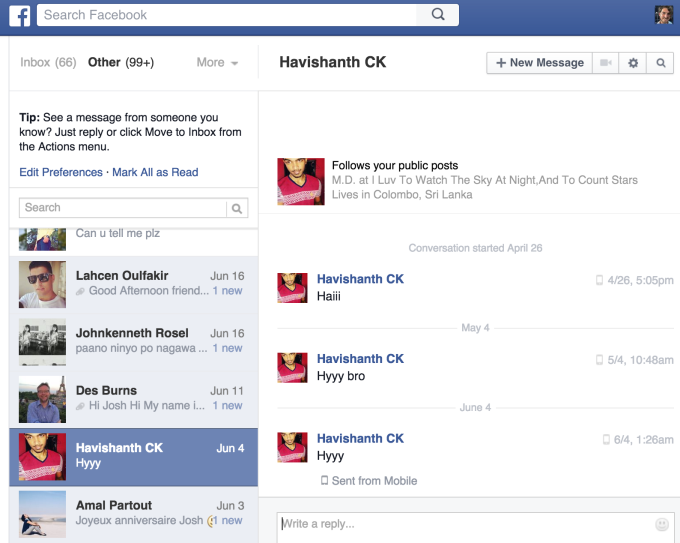 f
Search Facebook
Inbox (66) Other (99+) More
Tip: See a message from someone you
know? Just reply or click Move to Inbox from
the Actions menu.
Edit Preferences · Mark All as Read
Search
Can u tell me plz
Lahcen Oulfakir Jun 16
Good Afternoon friend... 1 new
Johnkenneth Rosel Jun 16
paano ninyo po nagawa ... 1 new
Des Burns Jun 11
Hi Josh Hi My name i... 1 new
Havishanth CK Jun 4
Hyyy
Amal Partout Jun 3
Joyeux anniversaire Josh 1 new
Havishanth CK
+ New Message
Follows your public posts
M.D. at I Luv To Watch The Sky At Night,And To Count Stars
Lives in Colombo, Sri Lanka
Conversation started April 26
Havishanth CK 4/26, 5:05pm
Haiii
May 4
Havishanth CK 5/4, 10:48am
Hyyy bro
June 4
Havishanth CK 6/4, 1:26am
Hyyy
Sent from Mobile
Write a reply...